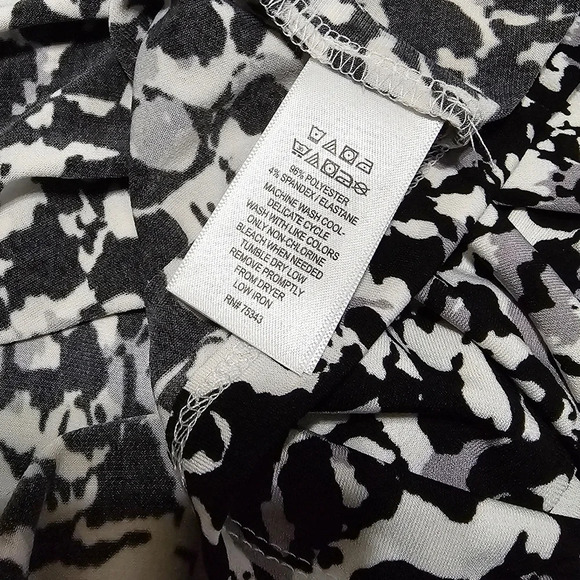 96% POLYESTER
4% SPANDEX/ ELASTANE
MACHINE WASH COOL-
DELICATE CYCLE
WASH WITH LIKE COLORS
ONLY NON-CHLORINE
BLEACH WHEN NEEDED
TUMBLE DRY LOW
REMOVE PROMPTLY
FROM DRYER
LOW IRON
RN# 75343